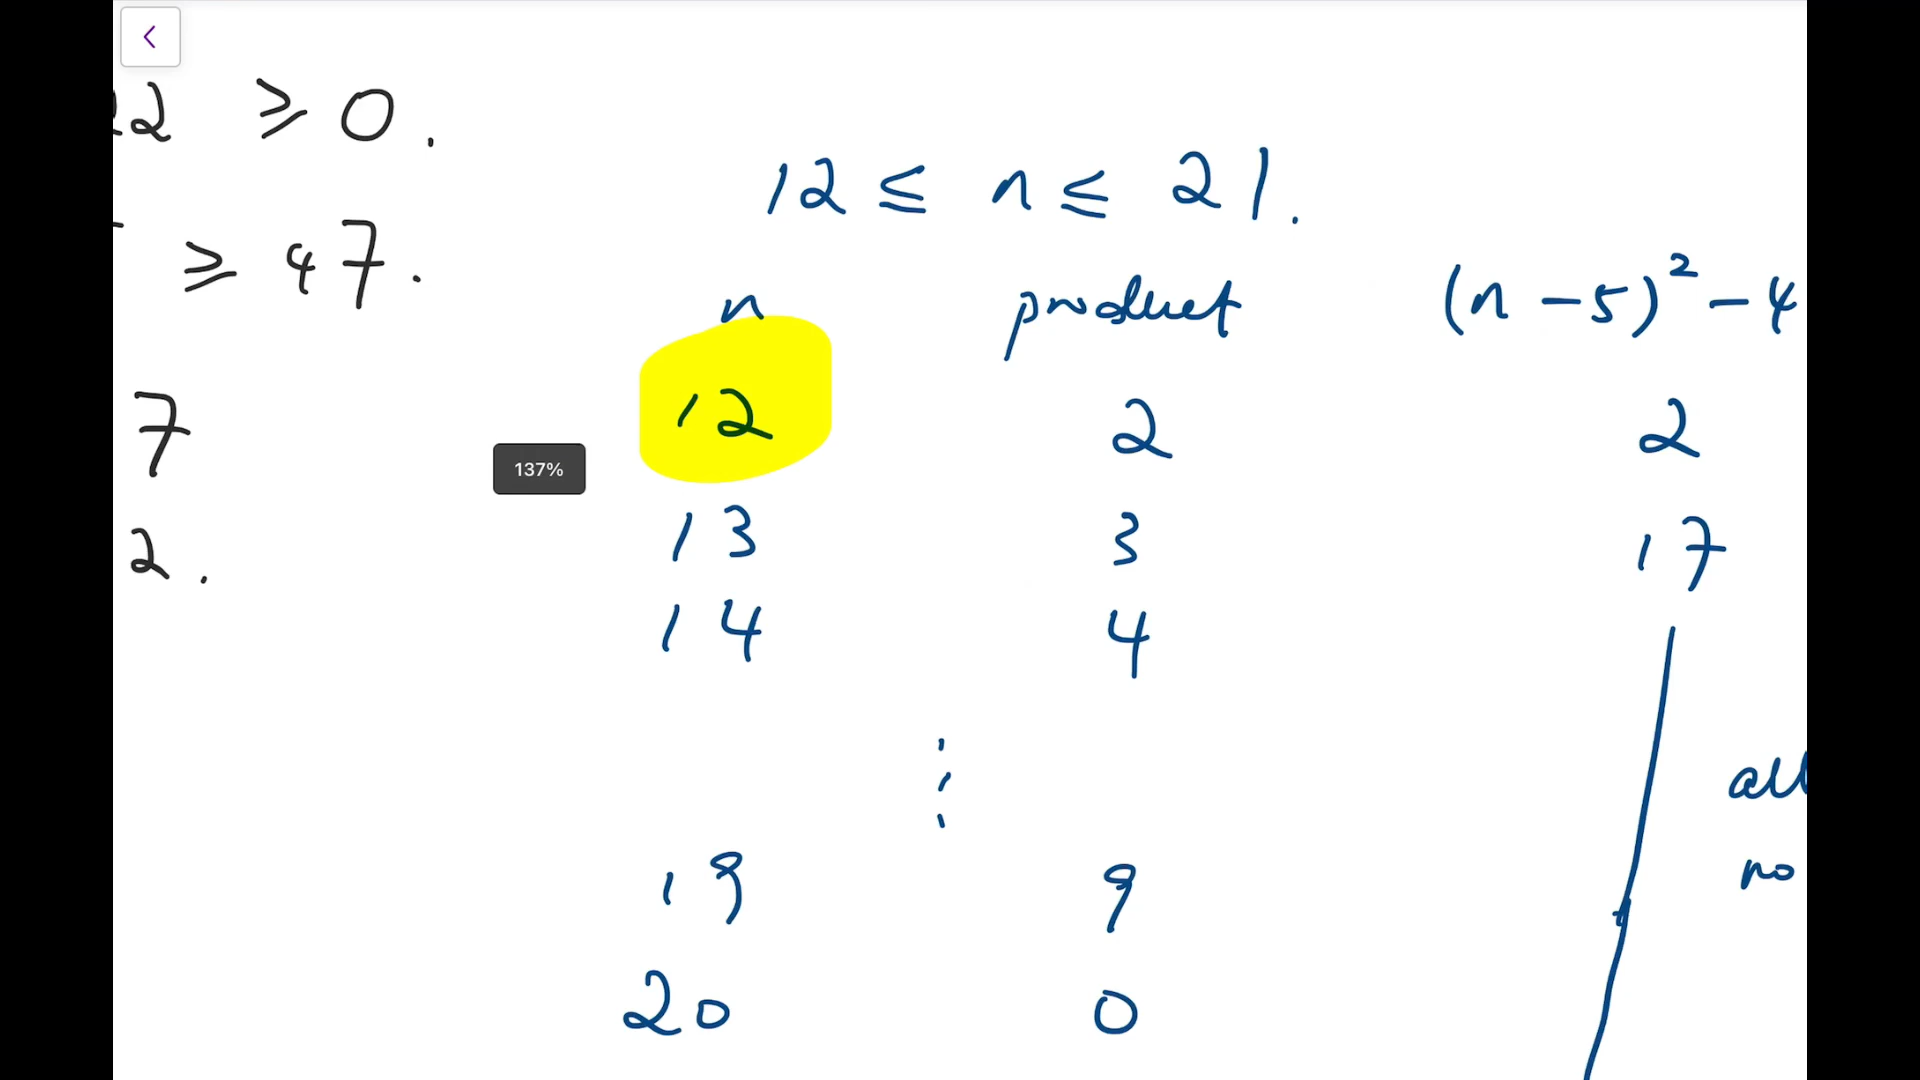 22 ≥ 0.
≥ 47.
7
2.
12 ≤ n ≤ 21.
n product (n - 5)² - 4
12 2 2
137%
13 3 17
14 4
⋮
all
no
19 9
20 0